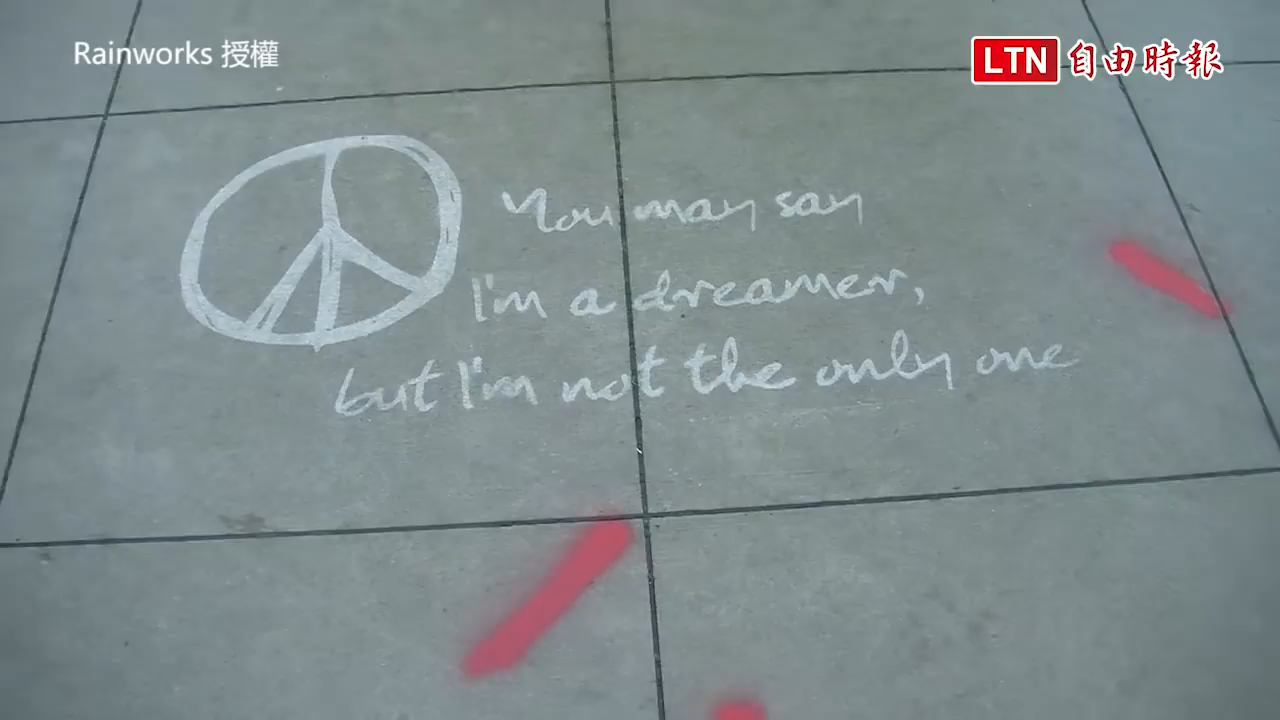 Rainworks 授權
LTN 自由時報
You may say
I'm a dreamer,
but I'm not the only one